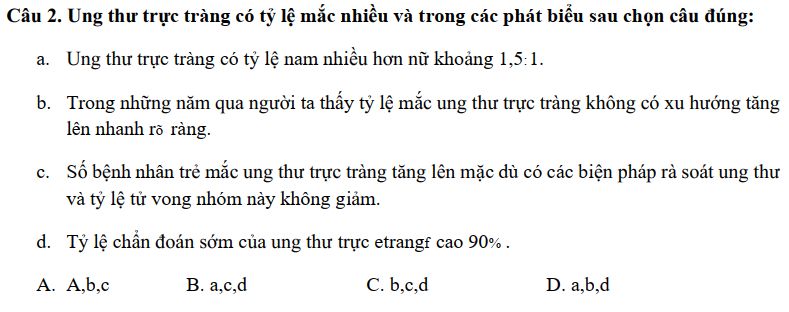 Câu 2. Ung thư trực tràng có tỷ lệ mắc nhiều và trong các phát biểu sau chọn câu đúng:
a. Ung thư trực tràng có tỷ lệ nam nhiều hơn nữ khoảng 1,5:1.
b. Trong những năm qua người ta thấy tỷ lệ mắc ung thư trực tràng không có xu hướng tăng
lên nhanh rõ ràng.
c. Số bệnh nhân trẻ mắc ung thư trực tràng tăng lên mặc dù có các biện pháp rà soát ung thư
và tỷ lệ tử vong nhóm này không giảm.
d. Tỷ lệ chẩn đoán sớm của ung thư trực etrangf cao 90% .
A. A,b,c B. a,c,d C. b,c,d D. a,b,d